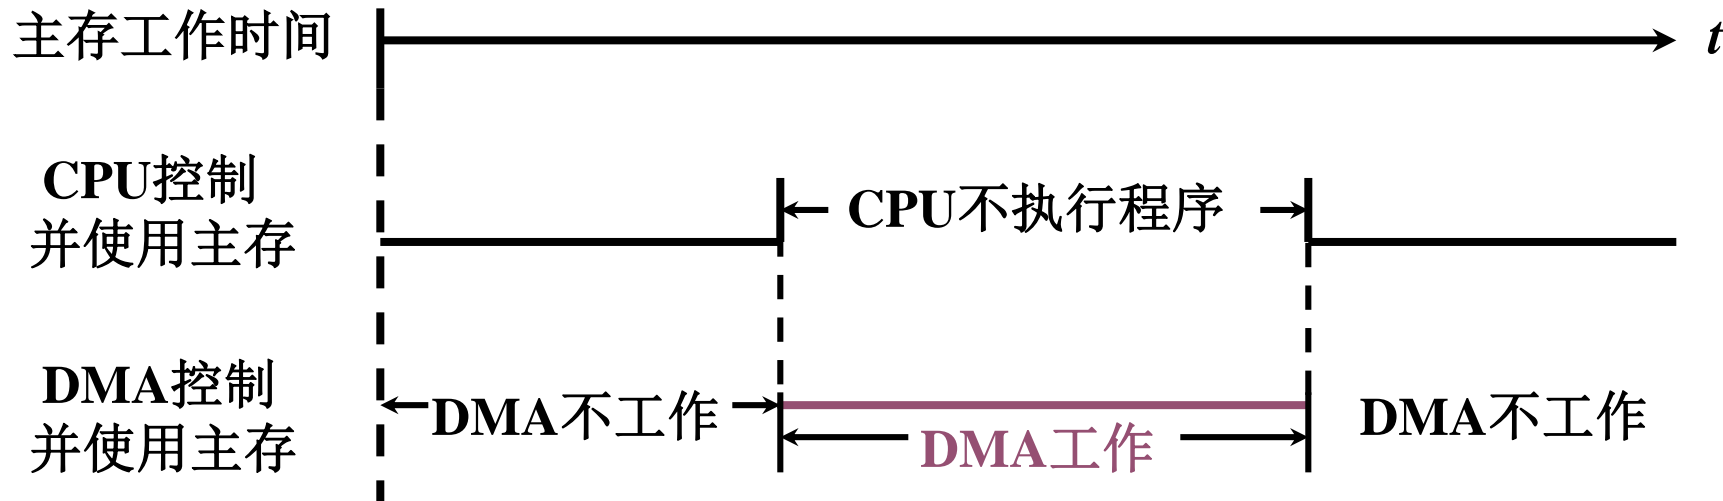 主存工作时间
t
CPU控制
并使用主存
CPU不执行程序
DMA控制
并使用主存
DMA不工作
DMA工作
DMA不工作